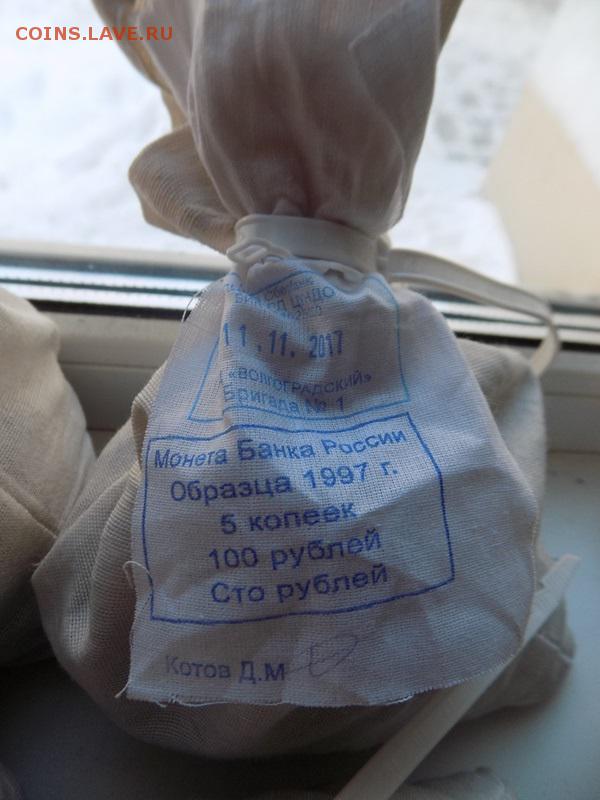 COINS.LAVE.RU
11.11.2017
«ВОЛГОГРАДСКИЙ»
Бригада № 1
Монета Банка России
Образца 1997 г.
5 копеек
100 рублей
Сто рублей
Котов Д.М